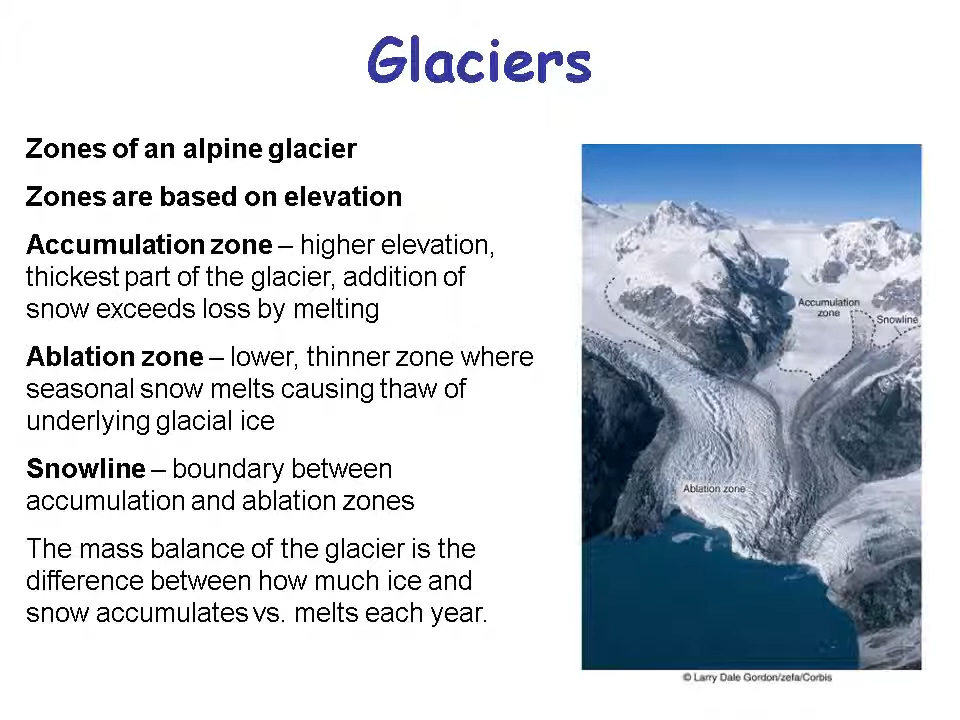 Glaciers
Zones of an alpine glacier
Zones are based on elevation
Accumulation zone – higher elevation,
thickest part of the glacier, addition of
snow exceeds loss by melting
Ablation zone – lower, thinner zone where
seasonal snow melts causing thaw of
underlying glacial ice
Snowline – boundary between
accumulation and ablation zones
The mass balance of the glacier is the
difference between how much ice and
snow accumulates vs. melts each year.
Accumulation
zone
Snowline
Ablation zone
© Larry Dale Gordon/zefa/Corbis